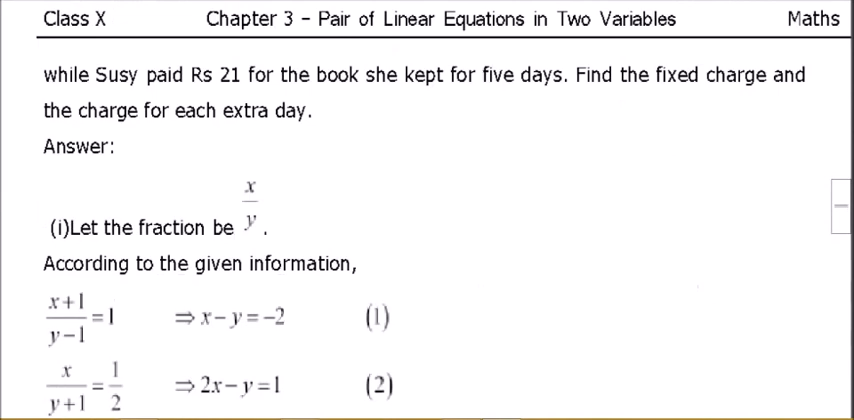 Class X Chapter 3 – Pair of Linear Equations in Two Variables Maths
while Susy paid Rs 21 for the book she kept for five days. Find the fixed charge and
the charge for each extra day.
Answer:
(i)Let the fraction be x/y .
According to the given information,
(x+1)/(y−1) = 1 ⇒ x − y = −2 (1)
x/(y+1) = 1/2 ⇒ 2x − y = 1 (2)